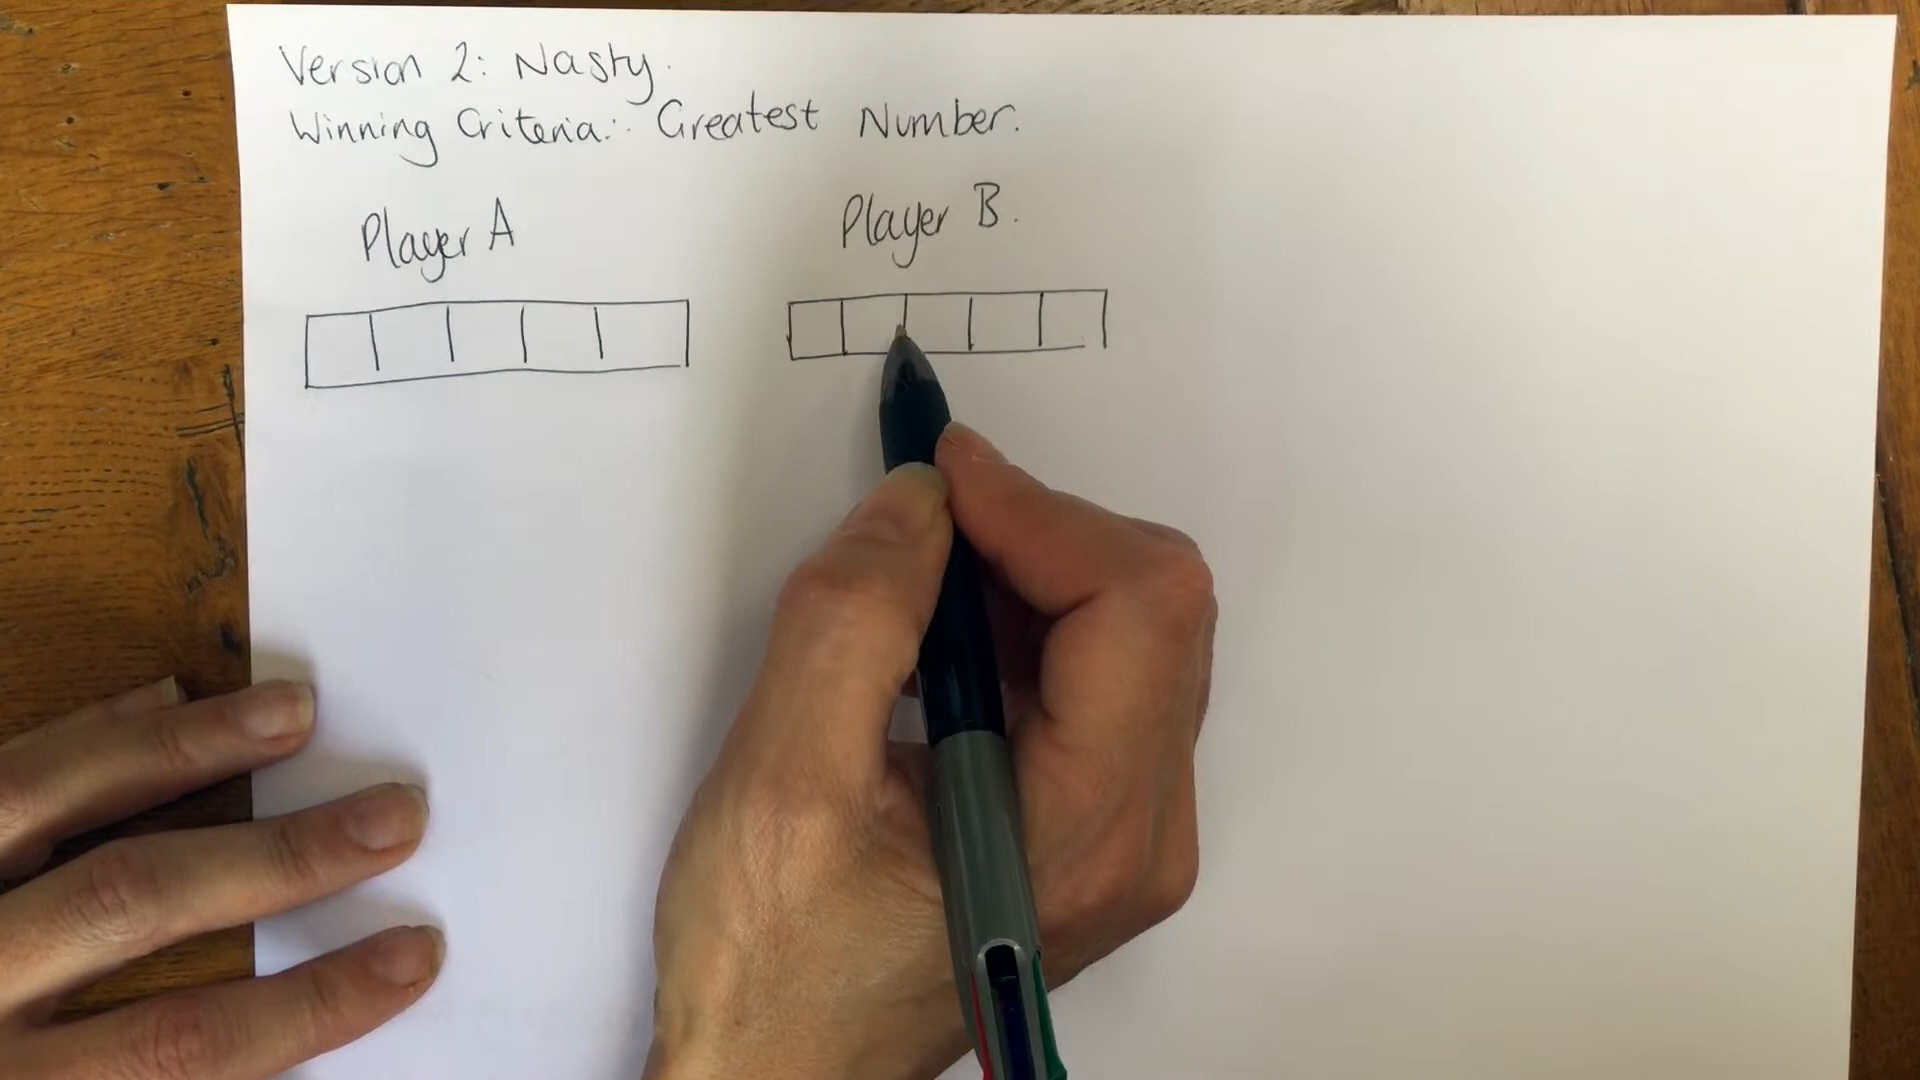 Version 2: Nasty.
Winning Criteria: Greatest Number.
Player A
Player B.